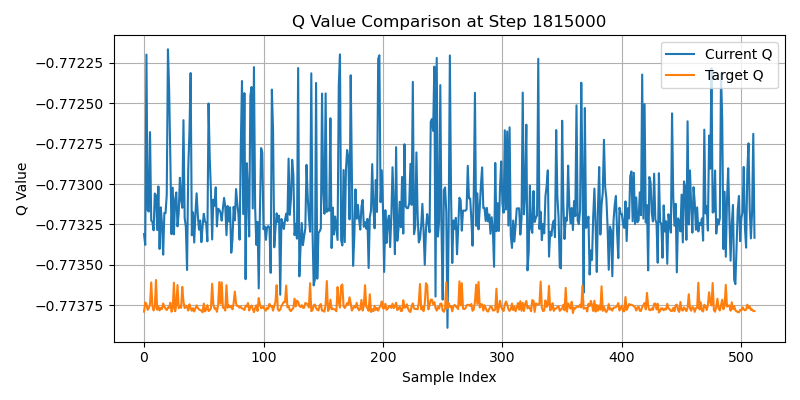 Q Value Comparison at Step 1815000
Current Q
Target Q
−0.77225
−0.77250
−0.77275
−0.77300
−0.77325
−0.77350
−0.77375
Q Value
0
100
200
300
400
500
Sample Index